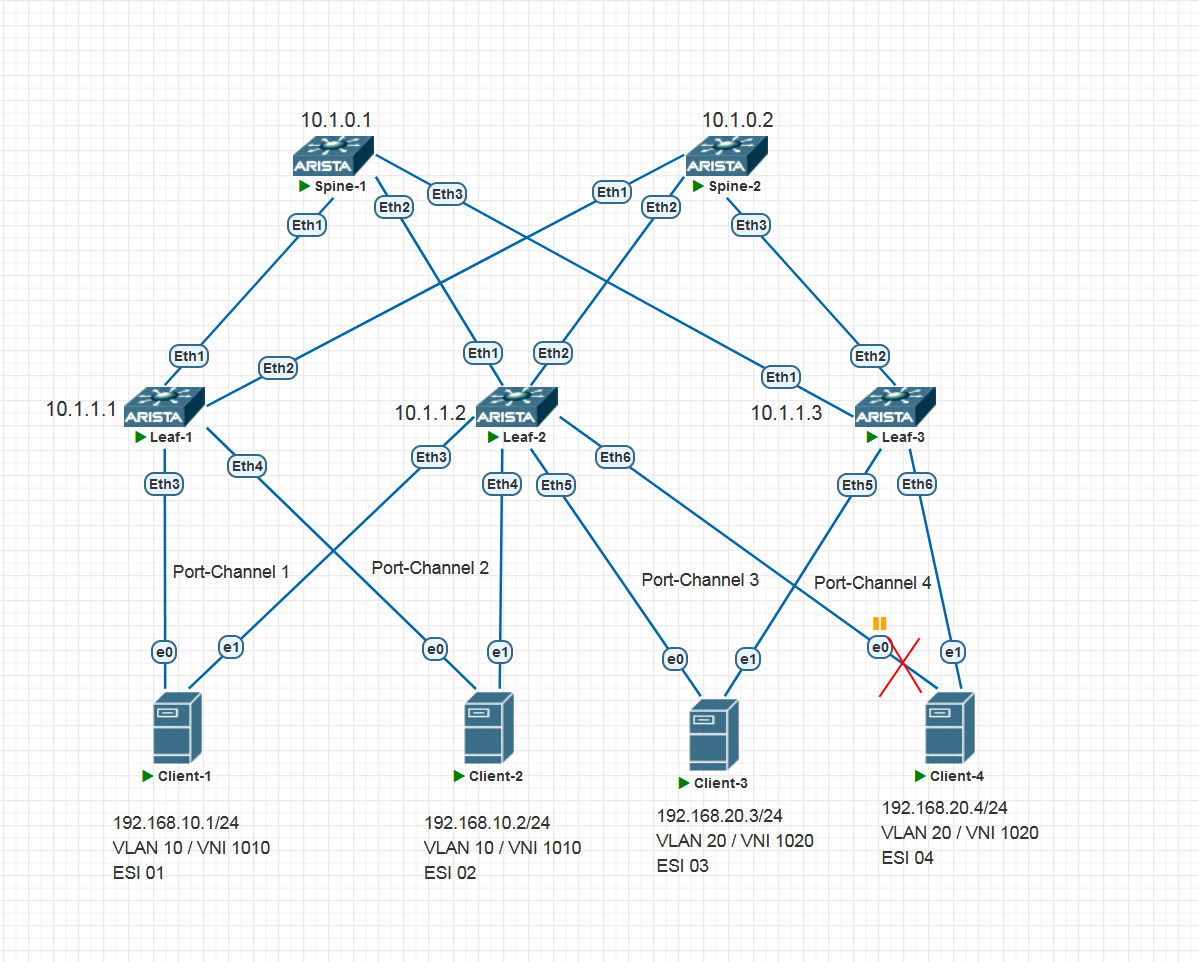 10.1.0.1
10.1.0.2
ARISTA
ARISTA
Spine-1
Spine-2
Eth1
Eth2
Eth3
Eth1
Eth2
Eth3
Eth1
Eth2
Eth1
Eth2
Eth1
Eth2
10.1.1.1
10.1.1.2
10.1.1.3
ARISTA
ARISTA
ARISTA
Leaf-1
Leaf-2
Leaf-3
Eth3
Eth4
Eth3
Eth4
Eth5
Eth6
Eth5
Eth6
Port-Channel 1
Port-Channel 2
Port-Channel 3
Port-Channel 4
e0
e1
e0
e1
e0
e1
e0
e1
Client-1
Client-2
Client-3
Client-4
192.168.10.1/24
VLAN 10 / VNI 1010
ESI 01
192.168.10.2/24
VLAN 10 / VNI 1010
ESI 02
192.168.20.3/24
VLAN 20 / VNI 1020
ESI 03
192.168.20.4/24
VLAN 20 / VNI 1020
ESI 04